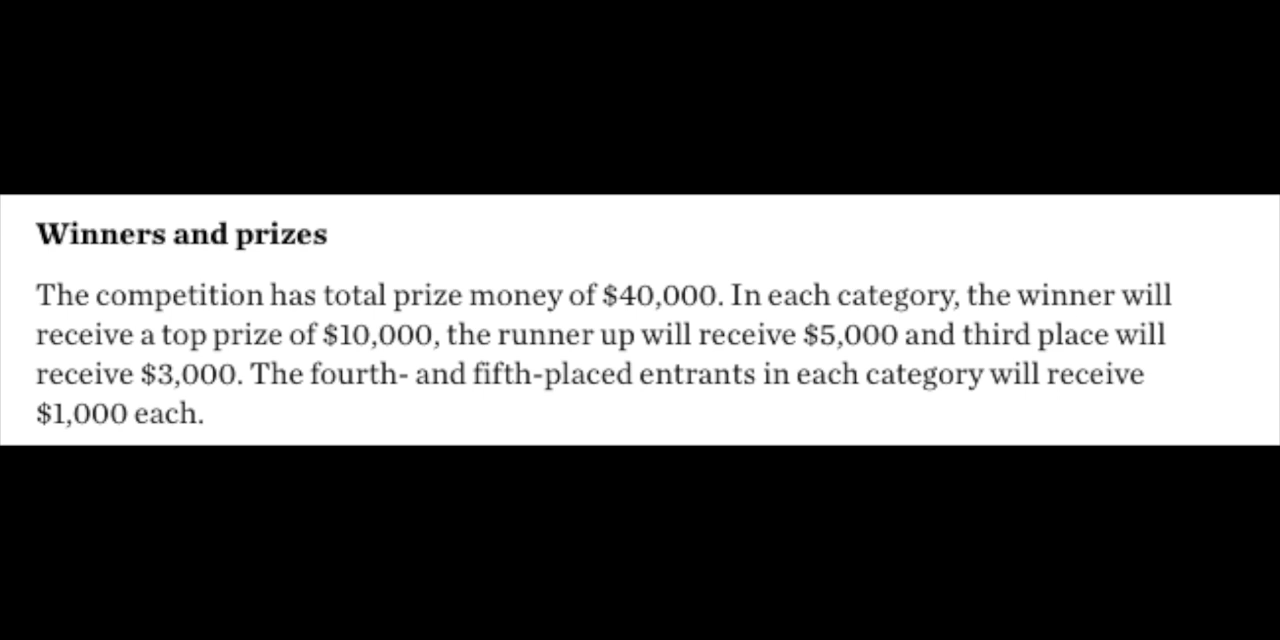 Winners and prizes
The competition has total prize money of $40,000. In each category, the winner will
receive a top prize of $10,000, the runner up will receive $5,000 and third place will
receive $3,000. The fourth- and fifth-placed entrants in each category will receive
$1,000 each.